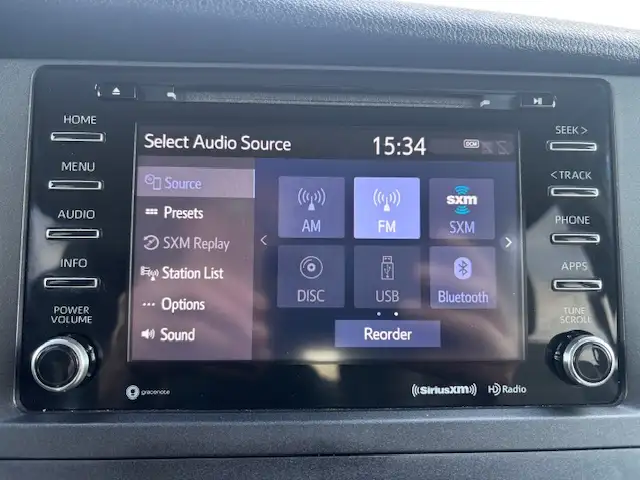 HOME
MENU
AUDIO
INFO
POWER
VOLUME
Select Audio Source
15:34
DCM
Source
Presets
SXM Replay
Station List
Options
Sound
AM
FM
sxm
SXM
DISC
USB
Bluetooth
Reorder
SEEK >
< TRACK
PHONE
APPS
TUNE
SCROLL
gracenote
((SiriusXM))
HD Radio